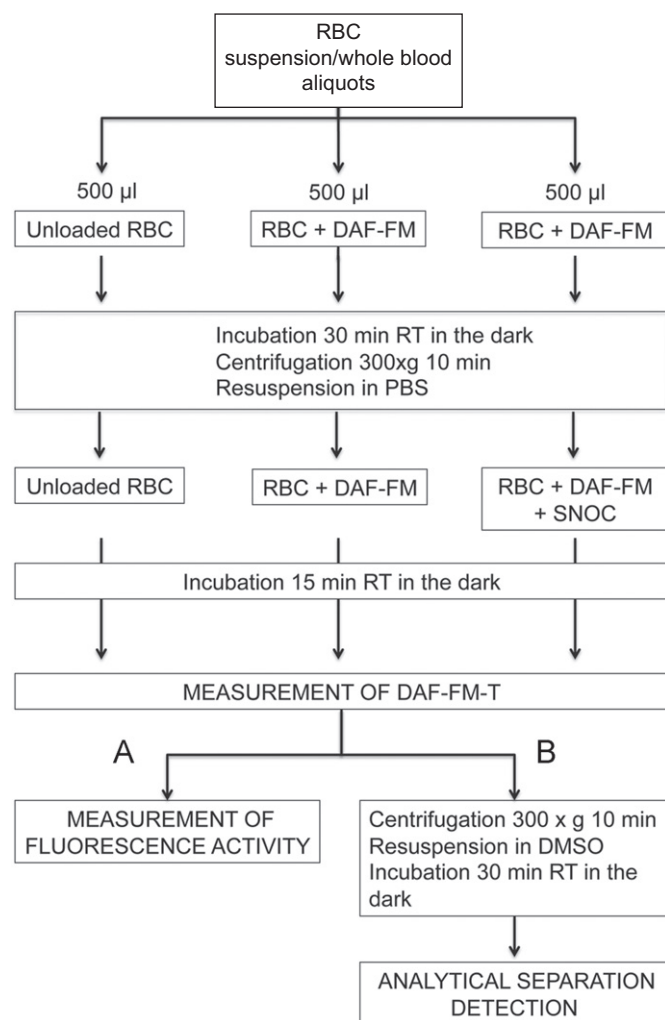 RBC
suspension/whole blood
aliquots
500 µl
500 µl
500 µl
Unloaded RBC
RBC + DAF-FM
RBC + DAF-FM
Incubation 30 min RT in the dark
Centrifugation 300xg 10 min
Resuspension in PBS
Unloaded RBC
RBC + DAF-FM
RBC + DAF-FM
+ SNOC
Incubation 15 min RT in the dark
MEASUREMENT OF DAF-FM-T
A
B
MEASUREMENT OF
FLUORESCENCE ACTIVITY
Centrifugation 300 x g 10 min
Resuspension in DMSO
Incubation 30 min RT in the
dark
ANALYTICAL SEPARATION
DETECTION